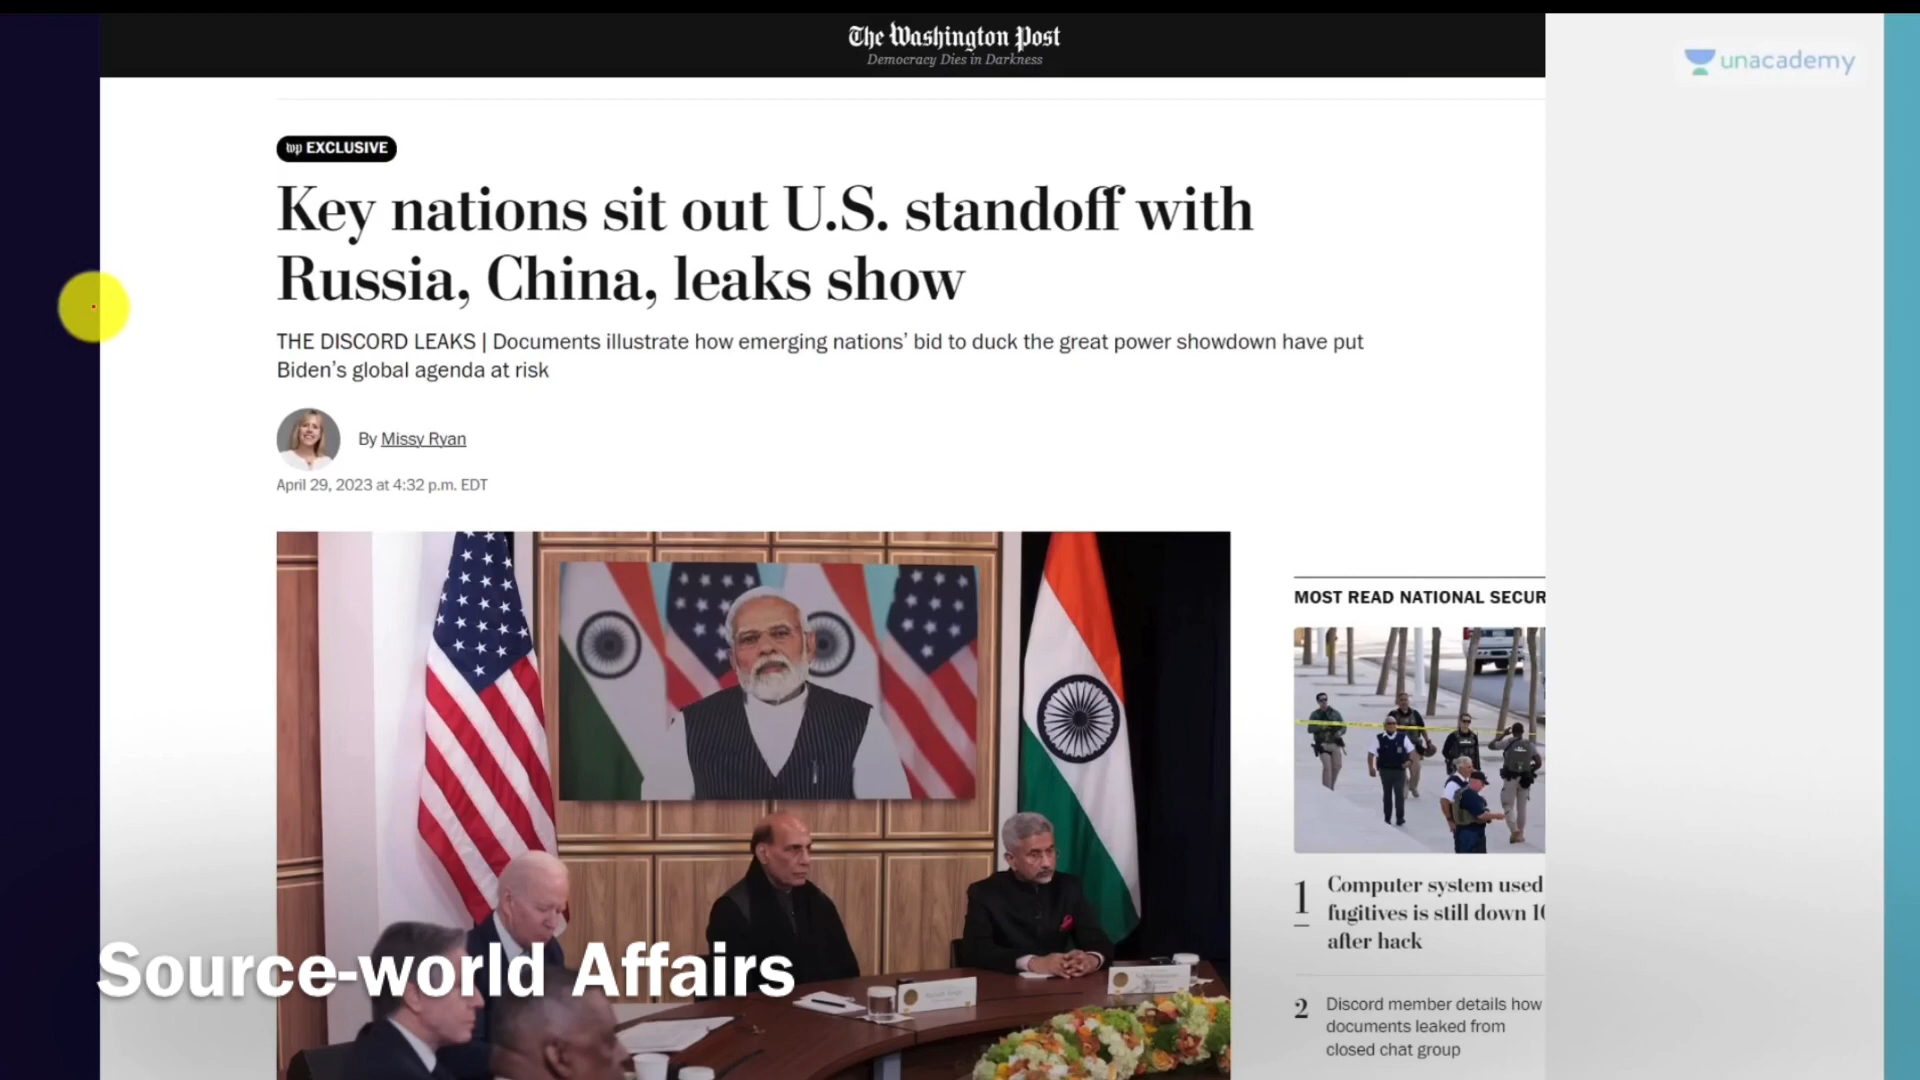 The Washington Post
Democracy Dies in Darkness
unacademy
wp EXCLUSIVE
Key nations sit out U.S. standoff with
Russia, China, leaks show
THE DISCORD LEAKS | Documents illustrate how emerging nations' bid to duck the great power showdown have put
Biden's global agenda at risk
By Missy Ryan
April 29, 2023 at 4:32 p.m. EDT
MOST READ NATIONAL SECUR
1
Computer system used
fugitives is still down 10
after hack
2
Discord member details how
documents leaked from
closed chat group
Source-world Affairs